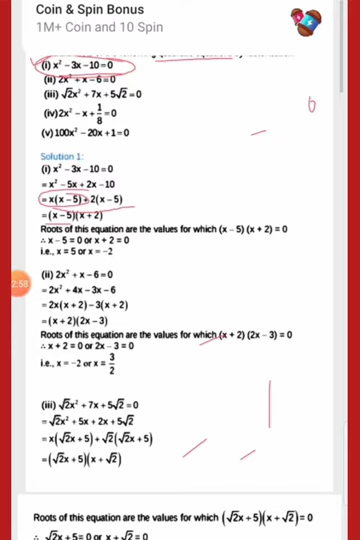 Coin & Spin Bonus
1M+ Coin and 10 Spin
(i) x² – 3x – 10 = 0
(ii) 2x² + x – 6 = 0
(iii) √2x² + 7x + 5√2 = 0
(iv) 2x² – x + 1/8 = 0
(v) 100x² – 20x + 1 = 0
6
Solution 1:
(i) x² – 3x – 10 = 0
= x² – 5x + 2x – 10
= x(x – 5) + 2(x – 5)
= (x – 5)(x + 2)
Roots of this equation are the values for which (x – 5) (x + 2) = 0
∴ x – 5 = 0 or x + 2 = 0
i.e., x = 5 or x = –2
2:58
(ii) 2x² + x – 6 = 0
= 2x² + 4x – 3x – 6
= 2x(x + 2) – 3(x + 2)
= (x + 2)(2x – 3)
Roots of this equation are the values for which (x + 2) (2x – 3) = 0
∴ x + 2 = 0 or 2x – 3 = 0
i.e., x = –2 or x = 3/2
(iii) √2x² + 7x + 5√2 = 0
= √2x² + 5x + 2x + 5√2
= x(√2x + 5) + √2(√2x + 5)
= (√2x + 5)(x + √2)
Roots of this equation are the values for which (√2x + 5)(x + √2) = 0
∴ √2x + 5 = 0 or x + √2 = 0